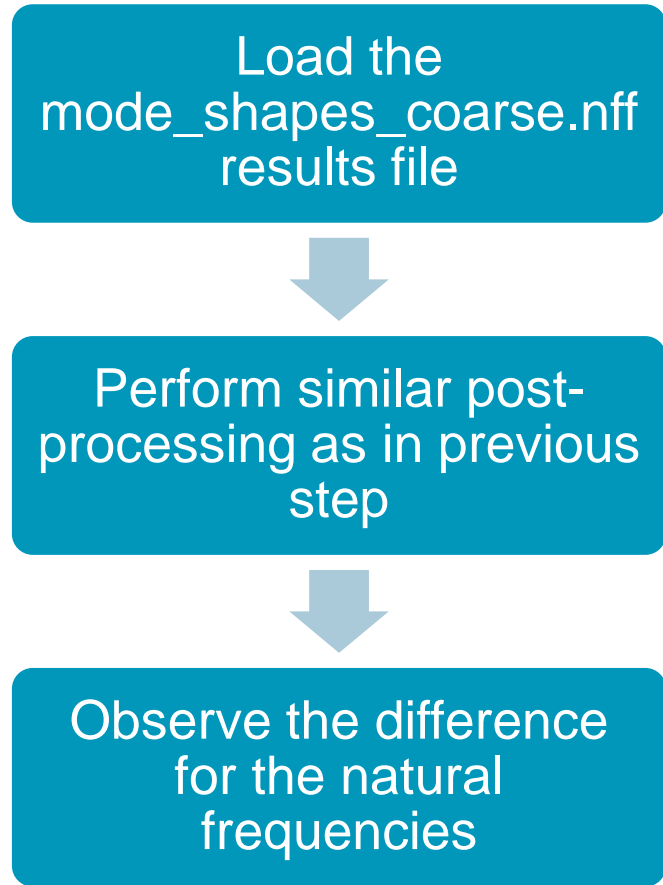 Load the
mode_shapes_coarse.nff
results file
Perform similar post-
processing as in previous
step
Observe the difference
for the natural
frequencies